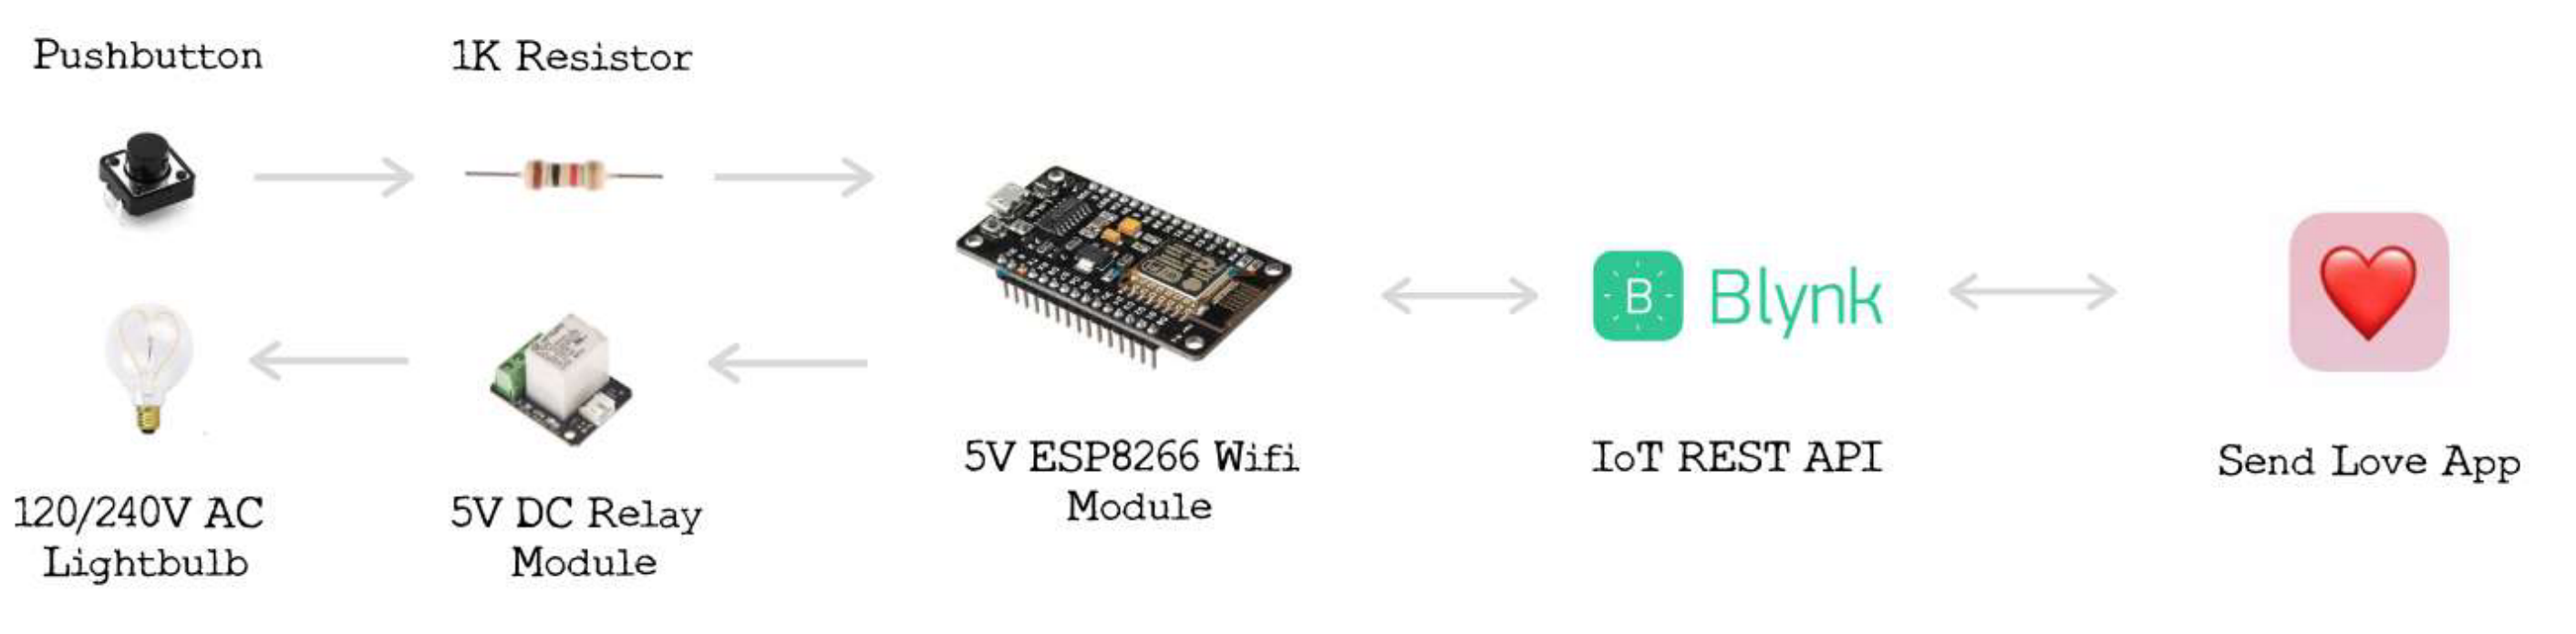 Pushbutton
1K Resistor
B Blynk
5V ESP8266 Wifi
Module
IoT REST API
Send Love App
120/240V AC
Lightbulb
5V DC Relay
Module